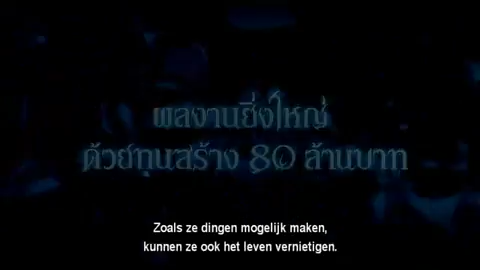 ผลงานยิ่งใหญ่
ด้วยทุนสร้าง 80 ล้านบาท
Zoals ze dingen mogelijk maken,
kunnen ze ook het leven vernietigen.